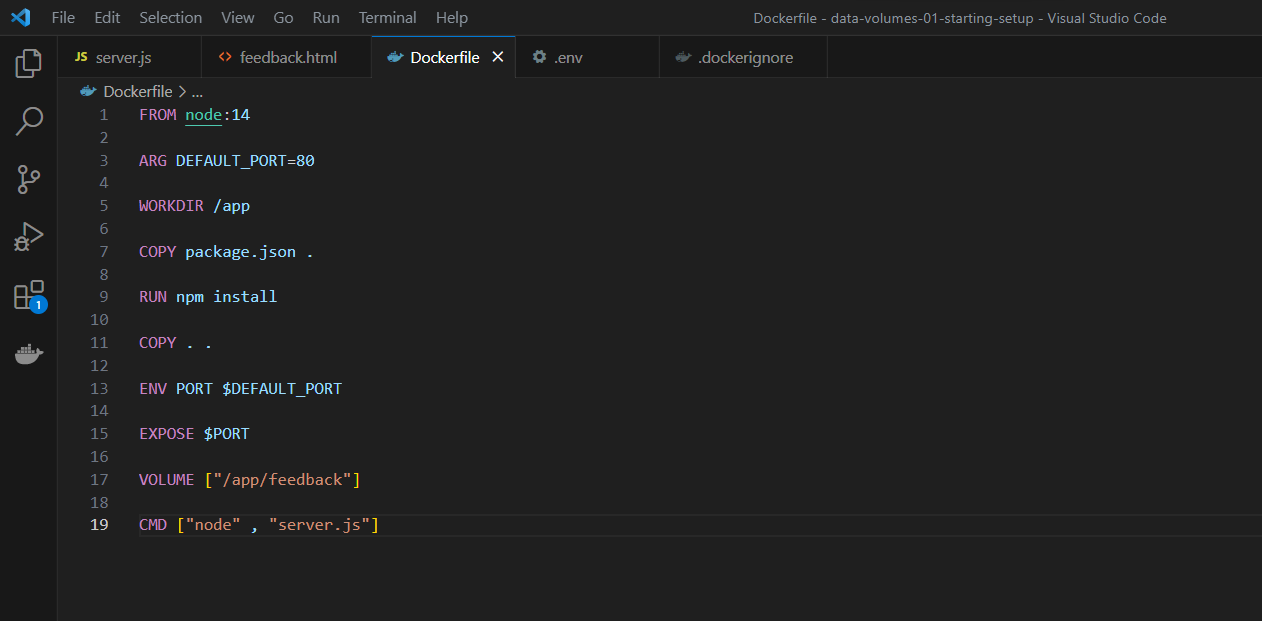 File Edit Selection View Go Run Terminal Help Dockerfile - data-volumes-01-starting-setup - Visual Studio Code
JS server.js <> feedback.html Dockerfile .env .dockerignore
Dockerfile > ...
1 FROM node:14
2
3 ARG DEFAULT_PORT=80
4
5 WORKDIR /app
6
7 COPY package.json .
8
9 RUN npm install
10
11 COPY . .
12
13 ENV PORT $DEFAULT_PORT
14
15 EXPOSE $PORT
16
17 VOLUME ["/app/feedback"]
18
19 CMD ["node" , "server.js"]
1